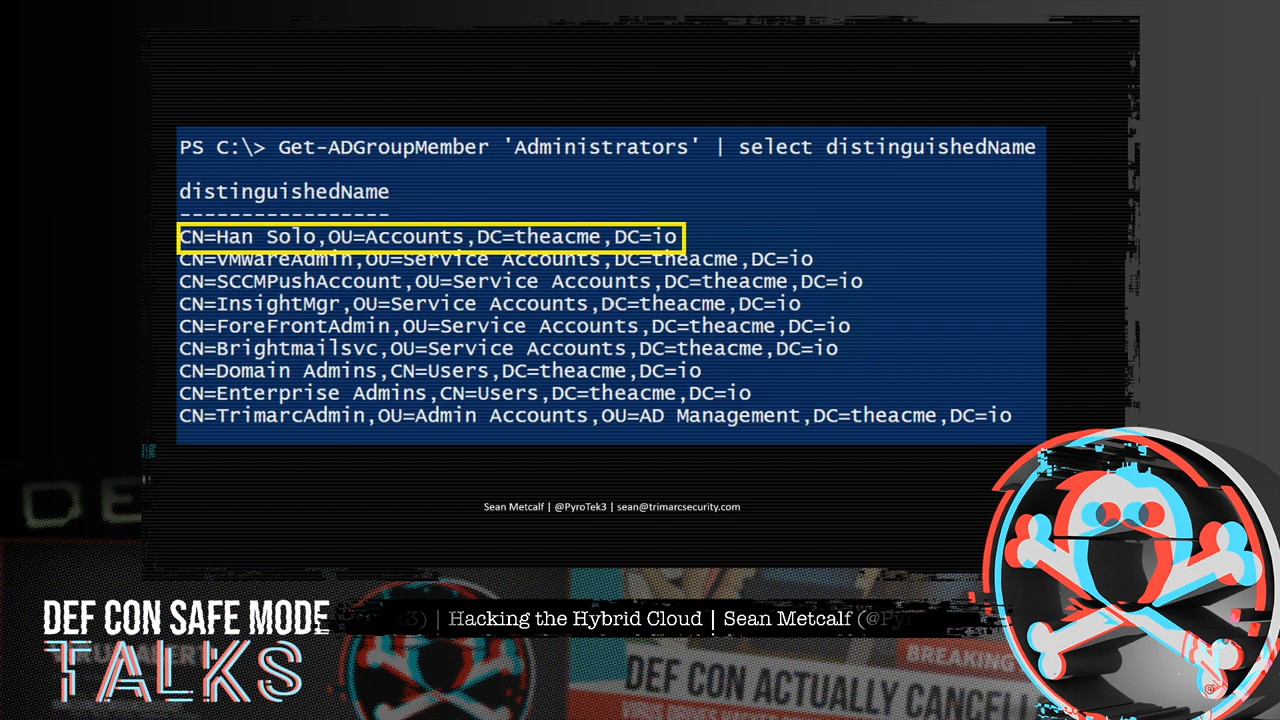 PS C:\> Get-ADGroupMember 'Administrators' | select distinguishedName
distinguishedName
-----------------
CN=Han Solo,OU=Accounts,DC=theacme,DC=io
CN=VMWareAdmin,OU=Service Accounts,DC=theacme,DC=io
CN=SCCMPushAccount,OU=Service Accounts,DC=theacme,DC=io
CN=InsightMgr,OU=Service Accounts,DC=theacme,DC=io
CN=ForeFrontAdmin,OU=Service Accounts,DC=theacme,DC=io
CN=Brightmailsvc,OU=Service Accounts,DC=theacme,DC=io
CN=Domain Admins,CN=Users,DC=theacme,DC=io
CN=Enterprise Admins,CN=Users,DC=theacme,DC=io
CN=TrimarcAdmin,OU=Admin Accounts,OU=AD Management,DC=theacme,DC=io
Sean Metcalf | @PyroTek3 | sean@trimarcsecurity.com
DE
DEF CON SAFE MODE
TALKS
3) | Hacking the Hybrid Cloud | Sean Metcalf (@Py
BREAKING
DEF CON ACTUALLY CANCELL